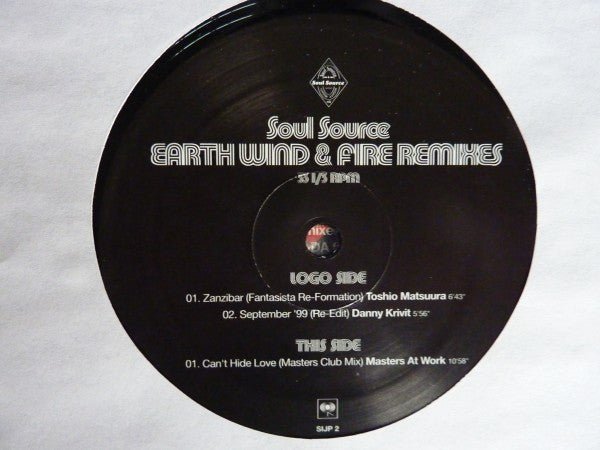 Soul Source
Soul Source
EARTH WIND & FIRE REMIXES
33 1/3 RPM
LOGO SIDE
01. Zanzibar (Fantasista Re-Formation) Toshio Matsuura 6'43"
02. September '99 (Re-Edit) Danny Krivit 5'56"
THIS SIDE
01. Can't Hide Love (Masters Club Mix) Masters At Work 10'58"
SIJP 2